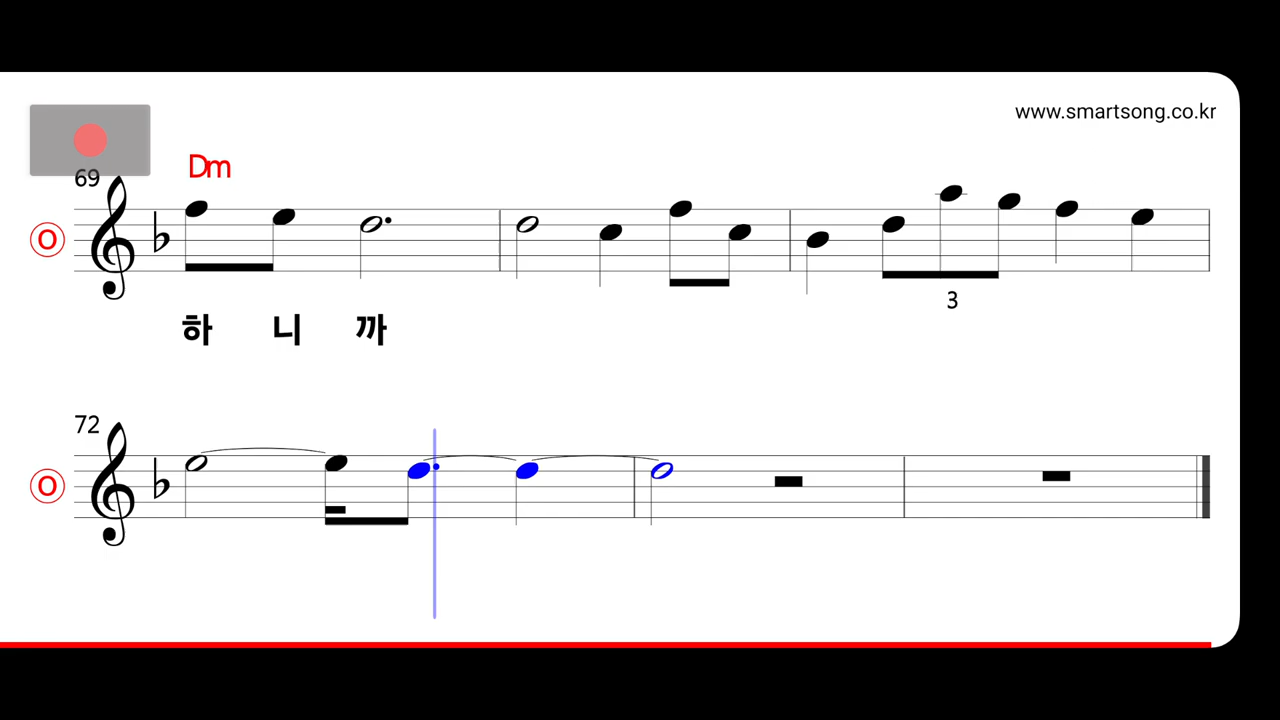 www.smartsong.co.kr
Dm
69
O
하 니 까
3
72
O